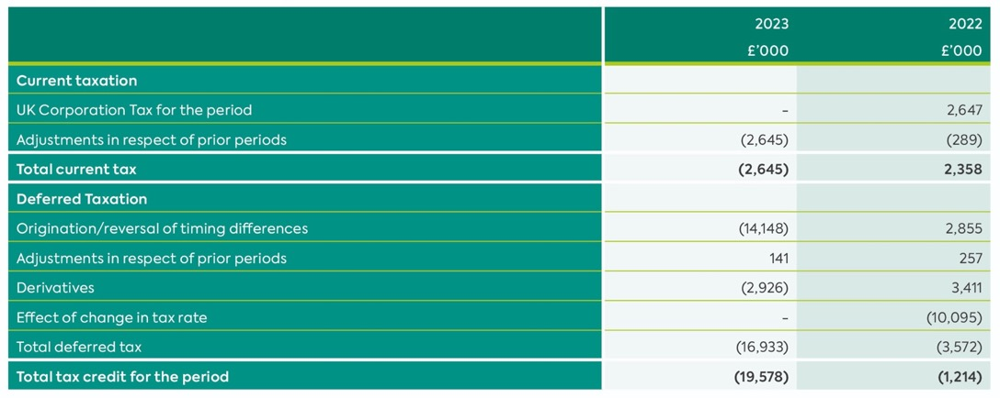 2023 2022
£’000 £’000
Current taxation
UK Corporation Tax for the period – 2,647
Adjustments in respect of prior periods (2,645) (289)
Total current tax (2,645) 2,358
Deferred Taxation
Origination/reversal of timing differences (14,148) 2,855
Adjustments in respect of prior periods 141 257
Derivatives (2,926) 3,411
Effect of change in tax rate – (10,095)
Total deferred tax (16,933) (3,572)
Total tax credit for the period (19,578) (1,214)